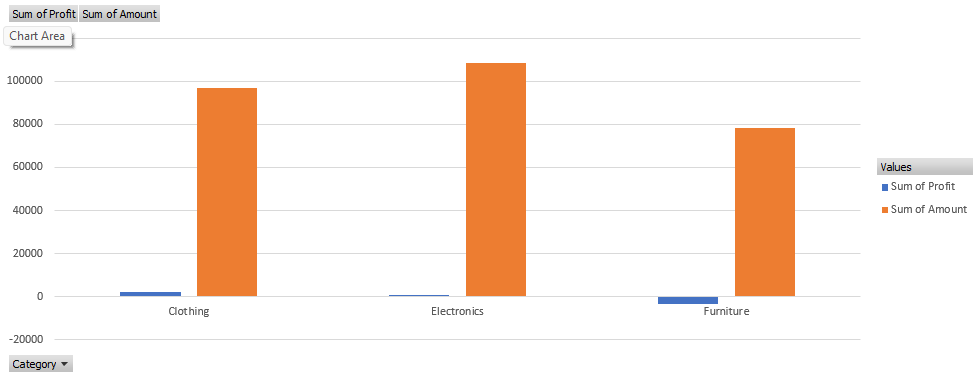 Sum of Profit Sum of Amount
Chart Area
100000
80000
60000
40000
20000
0
-20000
Clothing Electronics Furniture
Values
Sum of Profit
Sum of Amount
Category